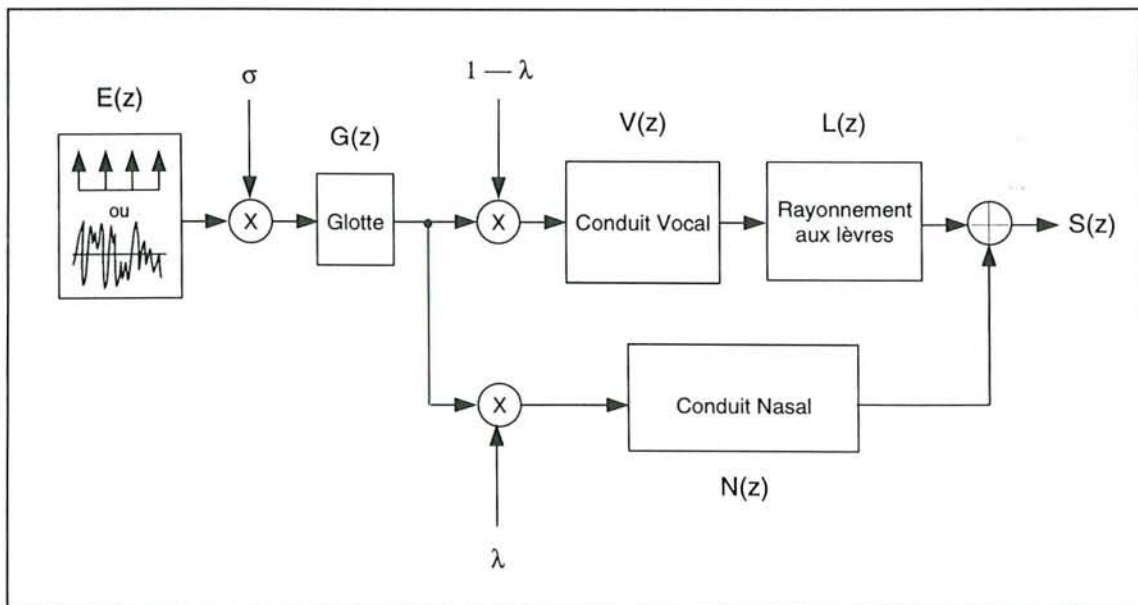 σ
1 — λ
E(z)
G(z)
V(z)
L(z)
ou
X
Glotte
X
Conduit Vocal
Rayonnement
aux lèvres
S(z)
X
Conduit Nasal
N(z)
λ